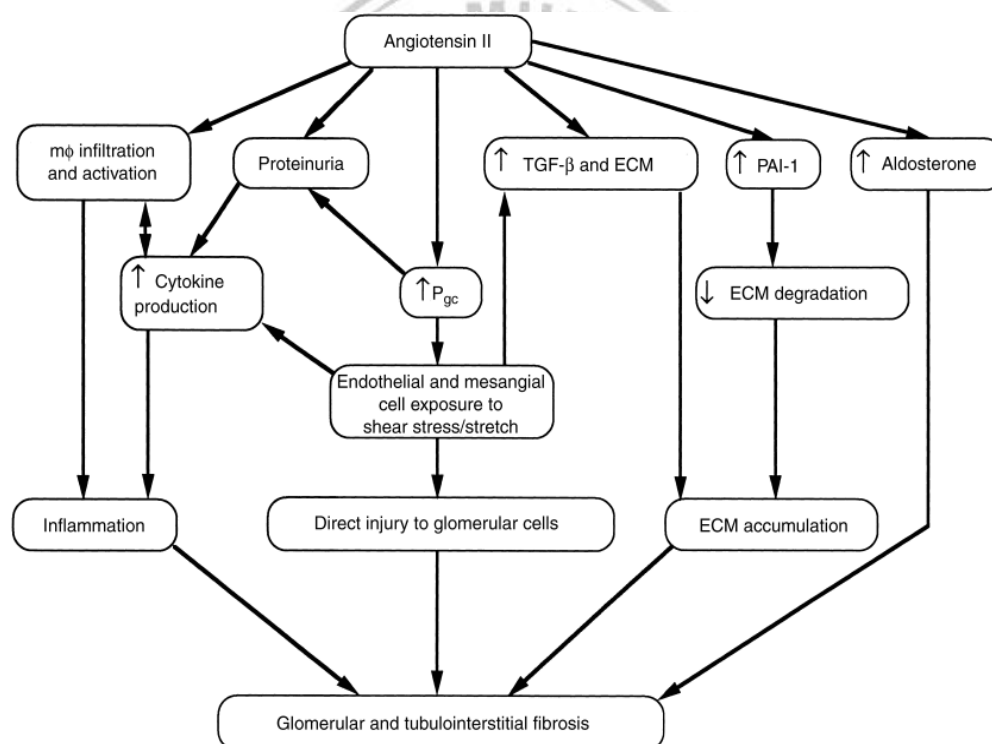 Angiotensin II
mϕ infiltration
and activation
Proteinuria
↑ TGF-β and ECM
↑ PAI-1
↑ Aldosterone
↑ Cytokine
production
↑Pgc
↓ ECM degradation
Endothelial and mesangial
cell exposure to
shear stress/stretch
Inflammation
Direct injury to glomerular cells
ECM accumulation
Glomerular and tubulointerstitial fibrosis